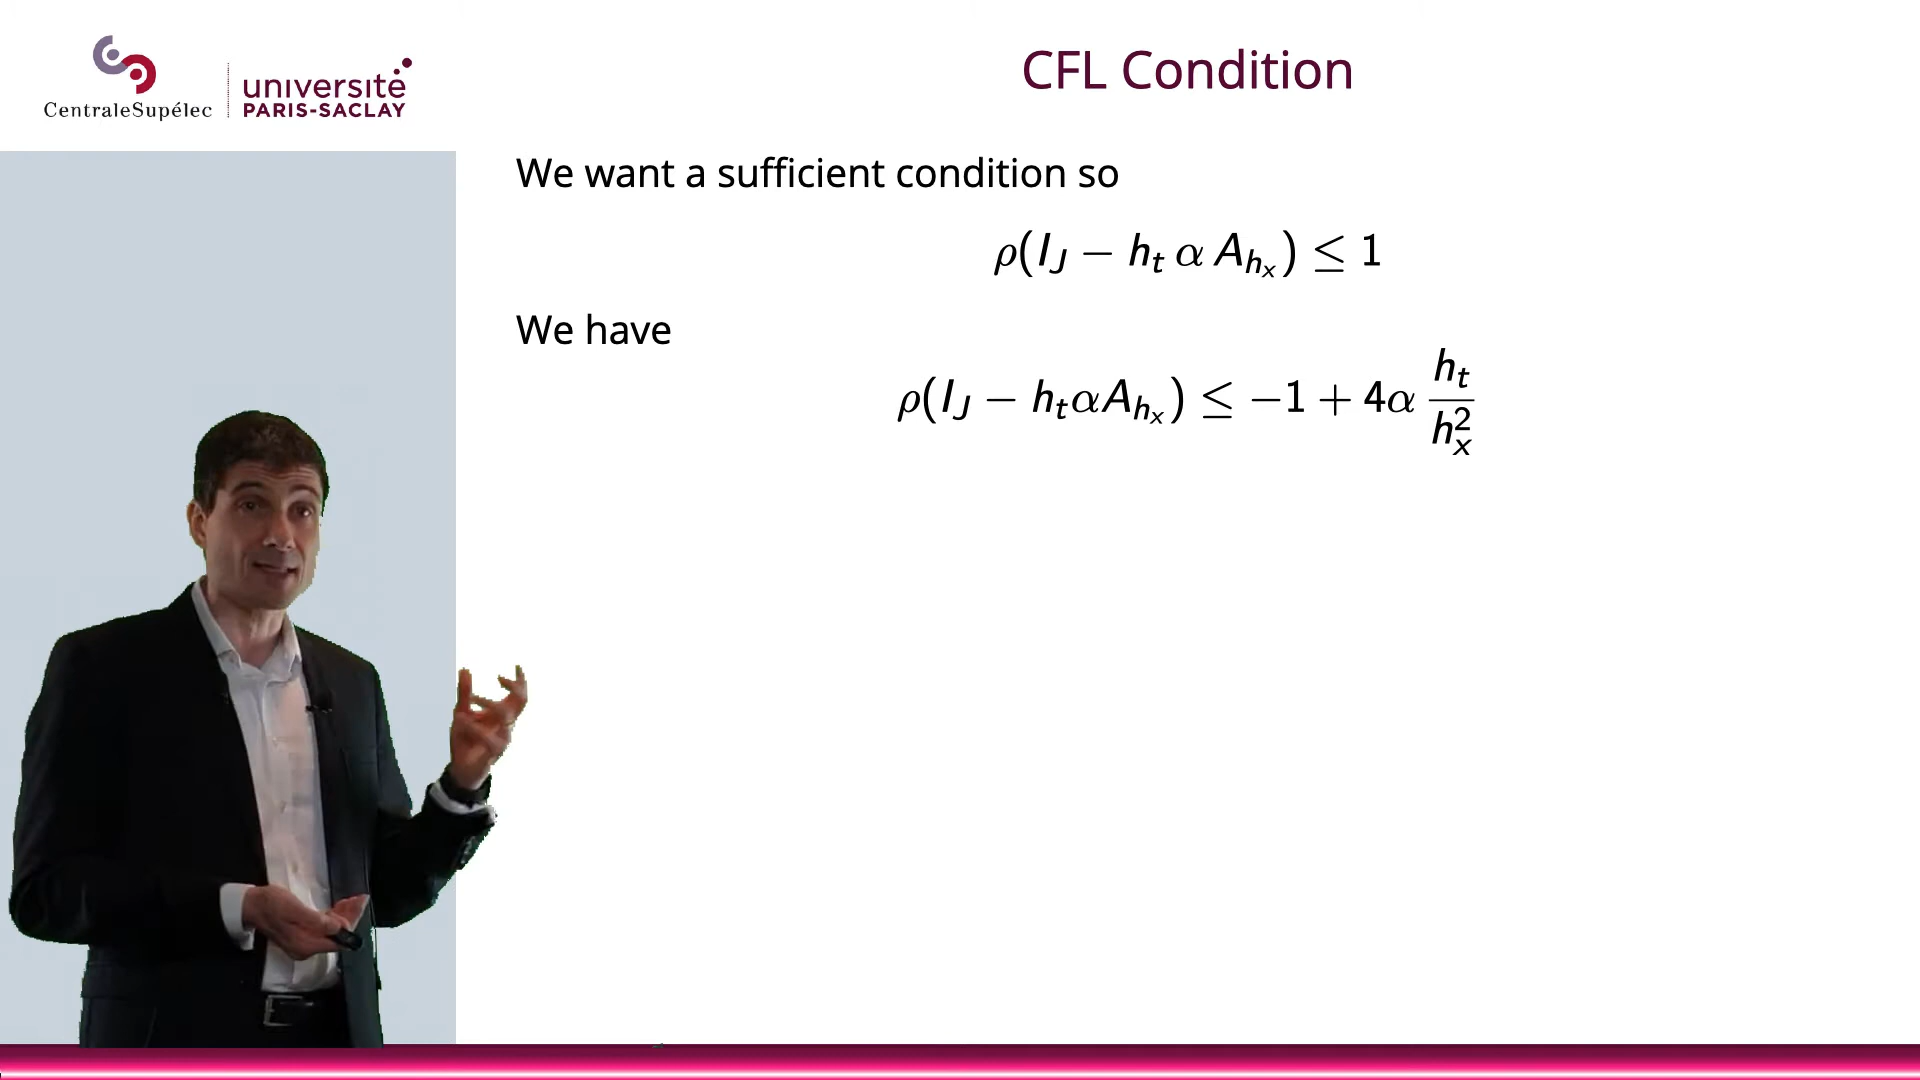 CentraleSupélec
université
PARIS-SACLAY
CFL Condition
We want a sufficient condition so
ρ(I_J − h_t α A_{h_x}) ≤ 1
We have
ρ(I_J − h_t α A_{h_x}) ≤ −1 + 4α h_t / h_x^2